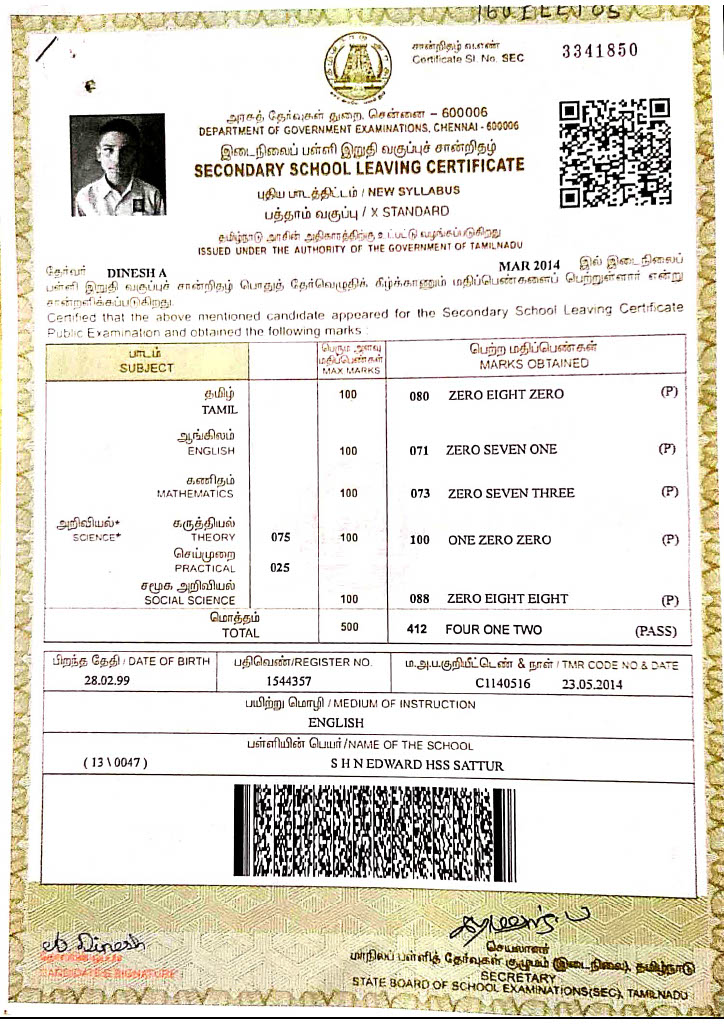 சான்றிதழ் வ.எண்
Certificate Sl. No. SEC 3341850
அரசுத் தேர்வுகள் துறை, சென்னை - 600006
DEPARTMENT OF GOVERNMENT EXAMINATIONS, CHENNAI - 600006
இடைநிலைப் பள்ளி இறுதி வகுப்புச் சான்றிதழ்
SECONDARY SCHOOL LEAVING CERTIFICATE
புதிய பாடத்திட்டம் / NEW SYLLABUS
பத்தாம் வகுப்பு / X STANDARD
தமிழ்நாடு அரசின் அதிகாரத்திற்கு உட்பட்டு வழங்கப்படுகிறது
ISSUED UNDER THE AUTHORITY OF THE GOVERNMENT OF TAMILNADU
தேர்வர் DINESH A MAR 2014 இல் இடைநிலைப்
பள்ளி இறுதி வகுப்புச் சான்றிதழ் பொதுத் தேர்வெழுதிக் கீழ்க்காணும் மதிப்பெண்களைப் பெற்றுள்ளார் என்று
சான்றளிக்கப்படுகிறது.
Certified that the above mentioned candidate appeared for the Secondary School Leaving Certificate
Public Examination and obtained the following marks :
பாடம் பெரும அளவு பெற்ற மதிப்பெண்கள்
SUBJECT மதிப்பெண்கள் MARKS OBTAINED
MAX MARKS
தமிழ் 100 080 ZERO EIGHT ZERO (P)
TAMIL
ஆங்கிலம்
ENGLISH 100 071 ZERO SEVEN ONE (P)
கணிதம்
MATHEMATICS 100 073 ZERO SEVEN THREE (P)
அறிவியல்* கருத்தியல்
SCIENCE* THEORY 075 100 100 ONE ZERO ZERO (P)
செய்முறை
PRACTICAL 025
சமூக அறிவியல்
SOCIAL SCIENCE 100 088 ZERO EIGHT EIGHT (P)
மொத்தம்
TOTAL 500 412 FOUR ONE TWO (PASS)
பிறந்த தேதி / DATE OF BIRTH பதிவெண்/REGISTER NO. ம.அ.ப.குறியீட்டெண் & நாள் / TMR CODE NO & DATE
28.02.99 1544357 C1140516 23.05.2014
பயிற்று மொழி / MEDIUM OF INSTRUCTION
ENGLISH
பள்ளியின் பெயர்/NAME OF THE SCHOOL
( 13 \ 0047 ) S H N EDWARD HSS SATTUR
A. Dinesh
CANDIDATE'S SIGNATURE
செயலாளர்
மாநிலப் பள்ளித் தேர்வுகள் குழுமம் (இடைநிலை), தமிழ்நாடு
SECRETARY
STATE BOARD OF SCHOOL EXAMINATIONS(SEC), TAMILNADU